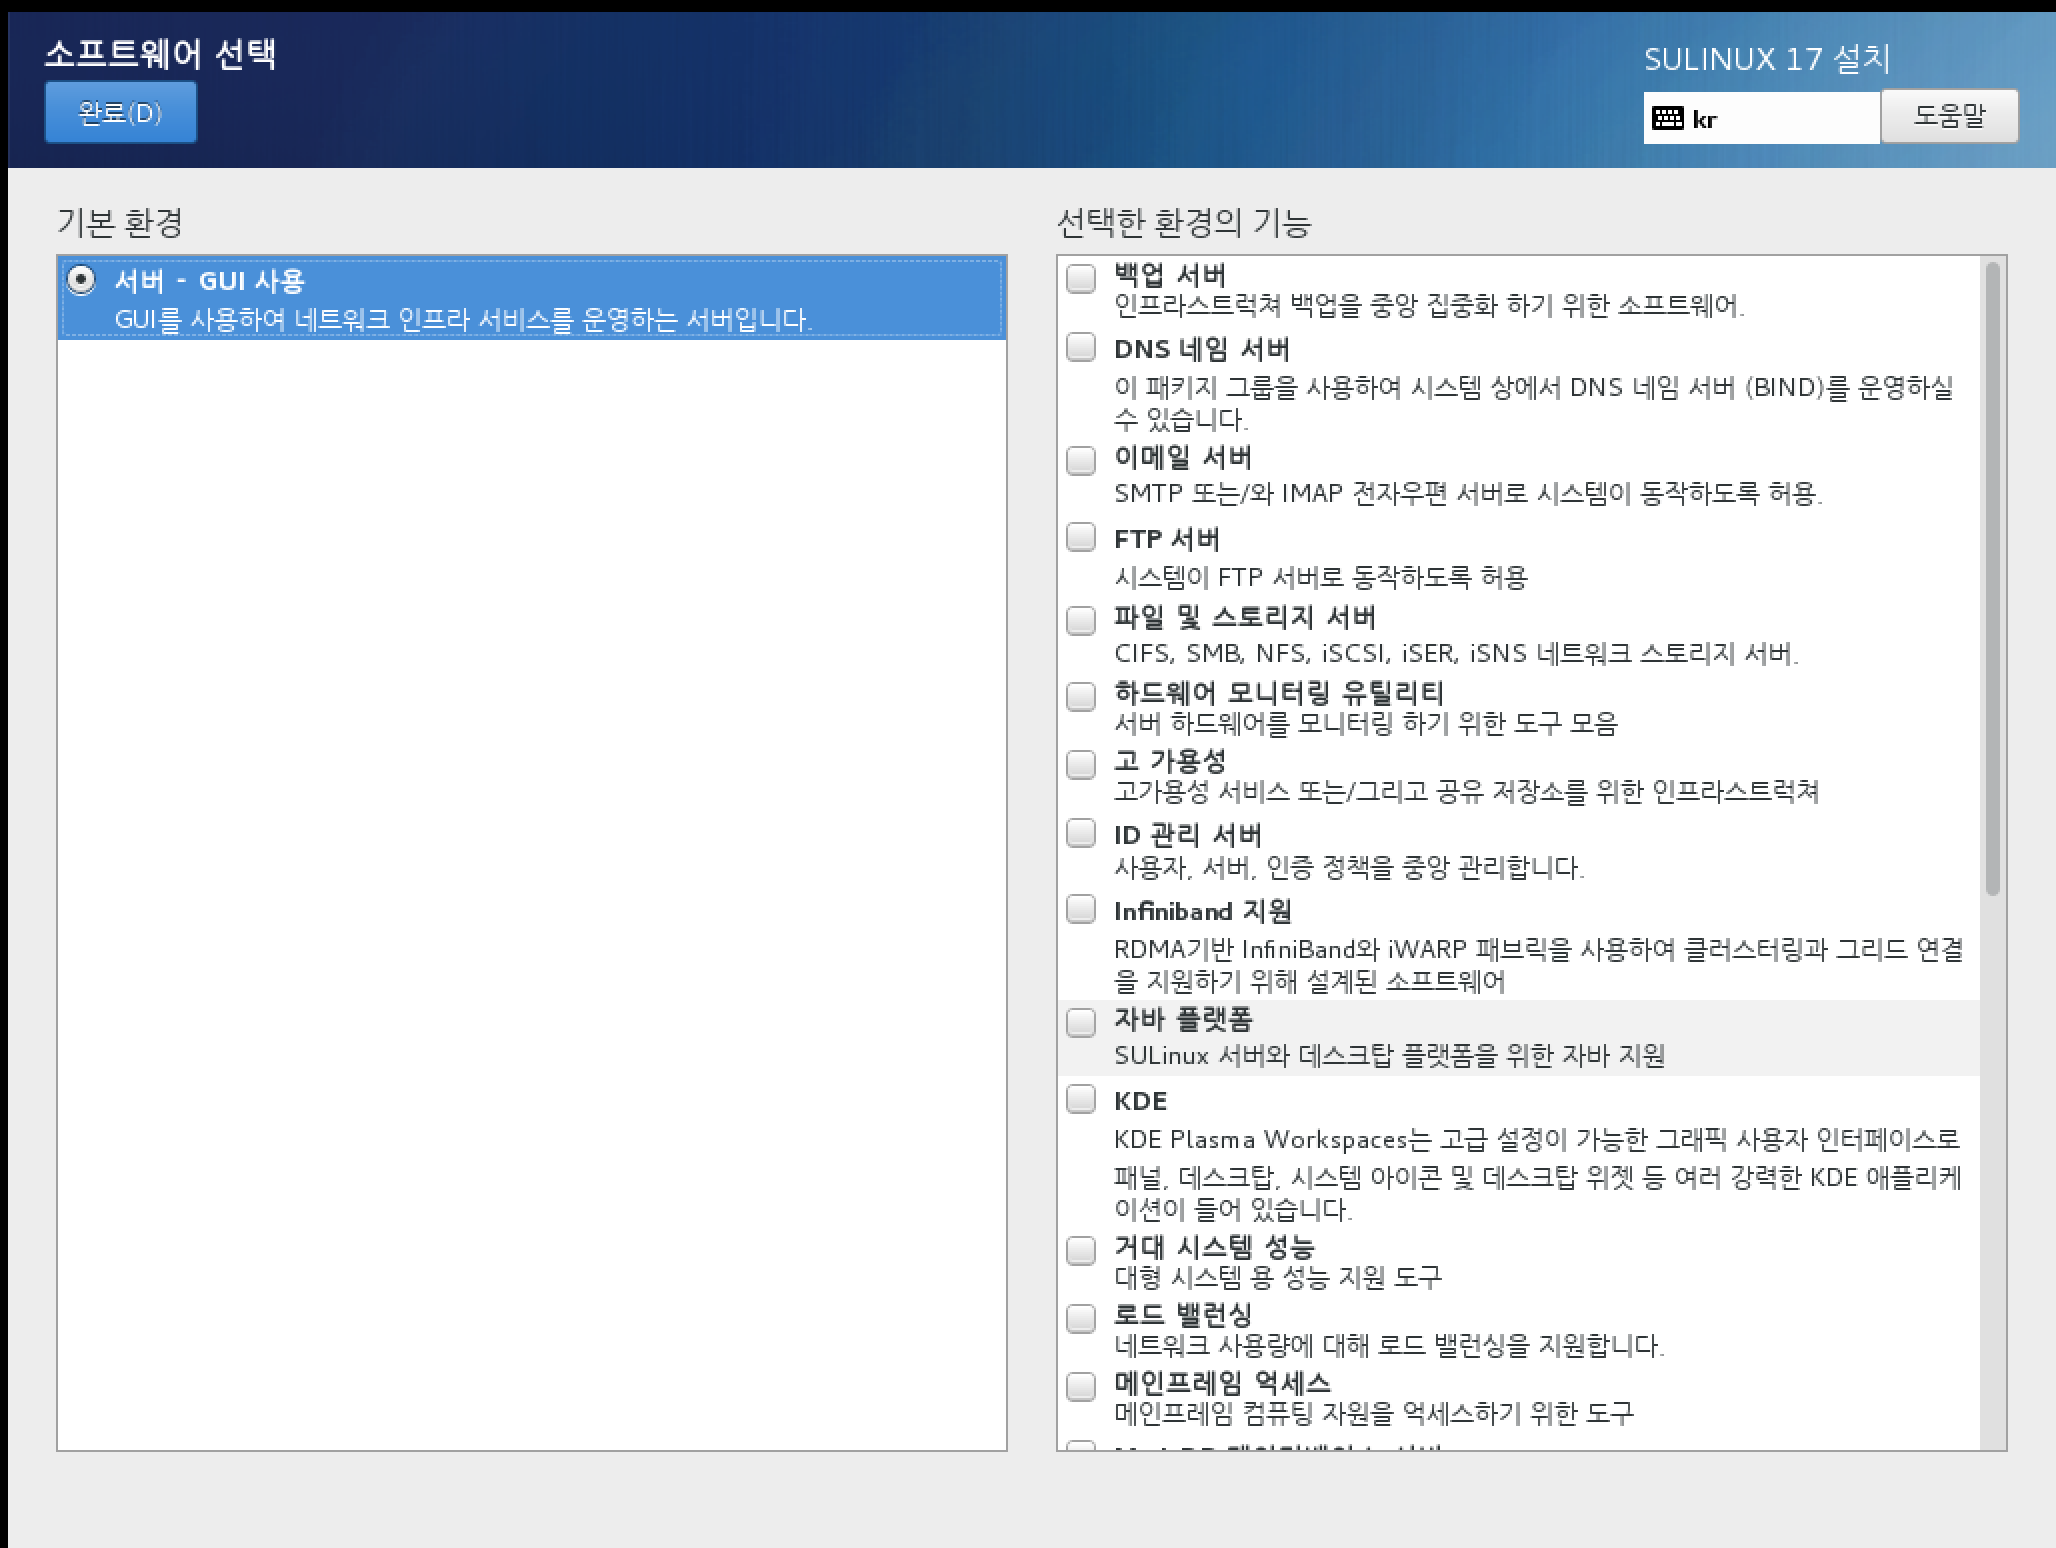 소프트웨어 선택
완료(D)
SULINUX 17 설치
kr
도움말
기본 환경
서버 - GUI 사용
GUI를 사용하여 네트워크 인프라 서비스를 운영하는 서버입니다.
선택한 환경의 기능
백업 서버
인프라스트럭쳐 백업을 중앙 집중화 하기 위한 소프트웨어.
DNS 네임 서버
이 패키지 그룹을 사용하여 시스템 상에서 DNS 네임 서버 (BIND)를 운영하실
수 있습니다.
이메일 서버
SMTP 또는/와 IMAP 전자우편 서버로 시스템이 동작하도록 허용.
FTP 서버
시스템이 FTP 서버로 동작하도록 허용
파일 및 스토리지 서버
CIFS, SMB, NFS, iSCSI, iSER, iSNS 네트워크 스토리지 서버.
하드웨어 모니터링 유틸리티
서버 하드웨어를 모니터링 하기 위한 도구 모음
고 가용성
고가용성 서비스 또는/그리고 공유 저장소를 위한 인프라스트럭쳐
ID 관리 서버
사용자, 서버, 인증 정책을 중앙 관리합니다.
Infiniband 지원
RDMA기반 InfiniBand와 iWARP 패브릭을 사용하여 클러스터링과 그리드 연결
을 지원하기 위해 설계된 소프트웨어
자바 플랫폼
SULinux 서버와 데스크탑 플랫폼을 위한 자바 지원
KDE
KDE Plasma Workspaces는 고급 설정이 가능한 그래픽 사용자 인터페이스로
패널, 데스크탑, 시스템 아이콘 및 데스크탑 위젯 등 여러 강력한 KDE 애플리케
이션이 들어 있습니다.
거대 시스템 성능
대형 시스템 용 성능 지원 도구
로드 밸런싱
네트워크 사용량에 대해 로드 밸런싱을 지원합니다.
메인프레임 억세스
메인프레임 컴퓨팅 자원을 억세스하기 위한 도구